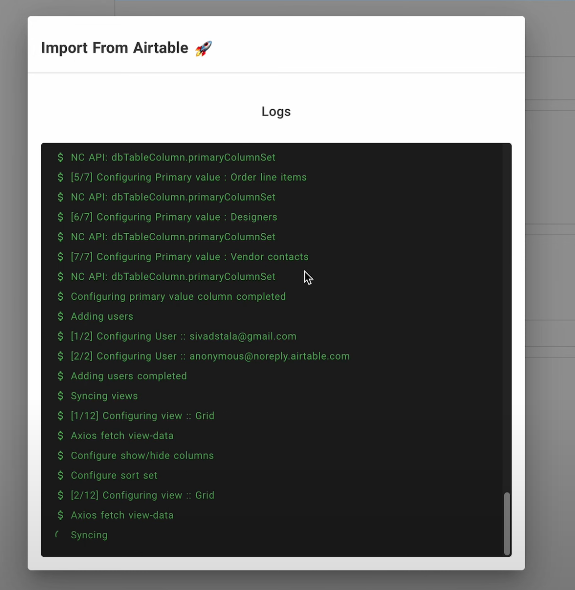 Import From Airtable 🚀
Logs
$ NC API: dbTableColumn.primaryColumnSet
$ [5/7] Configuring Primary value : Order line items
$ NC API: dbTableColumn.primaryColumnSet
$ [6/7] Configuring Primary value : Designers
$ NC API: dbTableColumn.primaryColumnSet
$ [7/7] Configuring Primary value : Vendor contacts
$ NC API: dbTableColumn.primaryColumnSet
$ Configuring primary value column completed
$ Adding users
$ [1/2] Configuring User :: sivadstala@gmail.com
$ [2/2] Configuring User :: anonymous@noreply.airtable.com
$ Adding users completed
$ Syncing views
$ [1/12] Configuring view :: Grid
$ Axios fetch view-data
$ Configure show/hide columns
$ Configure sort set
$ [2/12] Configuring view :: Grid
$ Axios fetch view-data
Syncing